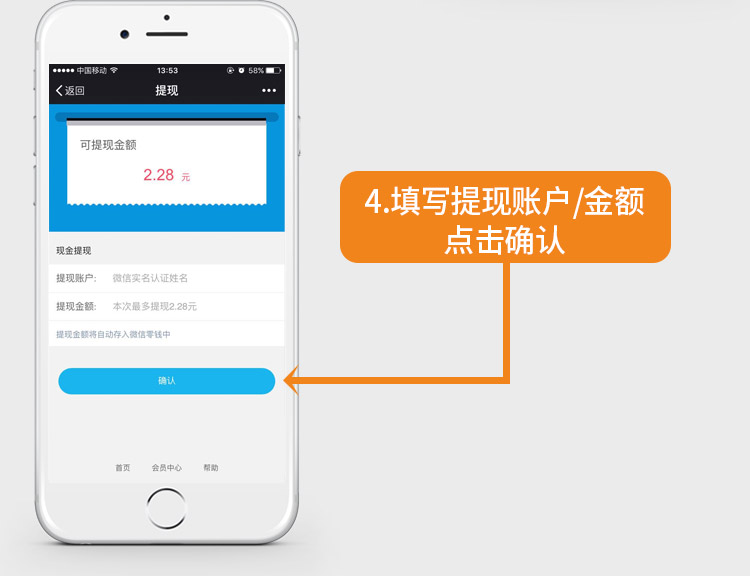 中国移动
13:53
58%
返回
提现
可提现金额
2.28 元
现金提现
提现账户: 微信实名认证姓名
提现金额: 本次最多提现2.28元
提现金额将自动存入微信零钱中
确认
首页 会员中心 帮助
4.填写提现账户/金额
点击确认